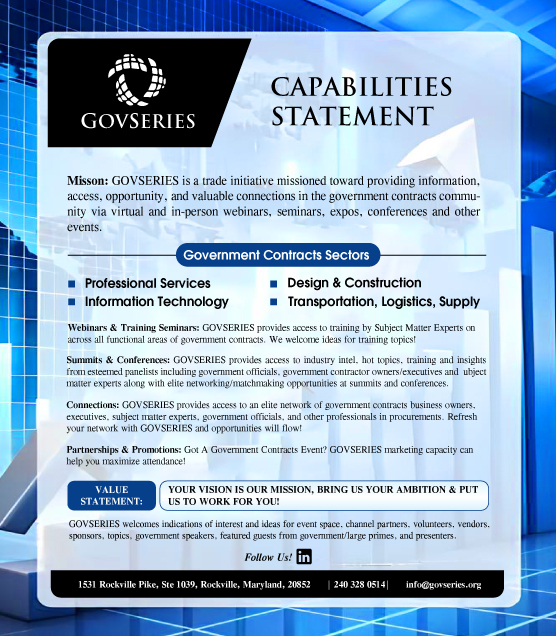 GOVSERIES
CAPABILITIES
STATEMENT
Misson: GOVSERIES is a trade initiative missioned toward providing information,
access, opportunity, and valuable connections in the government contracts commu-
nity via virtual and in-person webinars, seminars, expos, conferences and other
events.
Government Contracts Sectors
Professional Services
Design & Construction
Information Technology
Transportation, Logistics, Supply
Webinars & Training Seminars: GOVSERIES provides access to training by Subject Matter Experts on
across all functional areas of government contracts. We welcome ideas for training topics!
Summits & Conferences: GOVSERIES provides access to industry intel, hot topics, training and insights
from esteemed panelists including government officials, government contractor owners/executives and ubject
matter experts along with elite networking/matchmaking opportunities at summits and conferences.
Connections: GOVSERIES provides access to an elite network of government contracts business owners,
executives, subject matter experts, government officials, and other professionals in procurements. Refresh
your network with GOVSERIES and opportunities will flow!
Partnerships & Promotions: Got A Government Contracts Event? GOVSERIES marketing capacity can
help you maximize attendance!
VALUE
STATEMENT:
YOUR VISION IS OUR MISSION, BRING US YOUR AMBITION & PUT
US TO WORK FOR YOU!
GOVSERIES welcomes indications of interest and ideas for event space, channel partners, volunteers, vendors,
sponsors, topics, government speakers, featured guests from government/large primes, and presenters.
Follow Us! in
1531 Rockville Pike, Ste 1039, Rockville, Maryland, 20852 | 240 328 0514| info@govseries.org